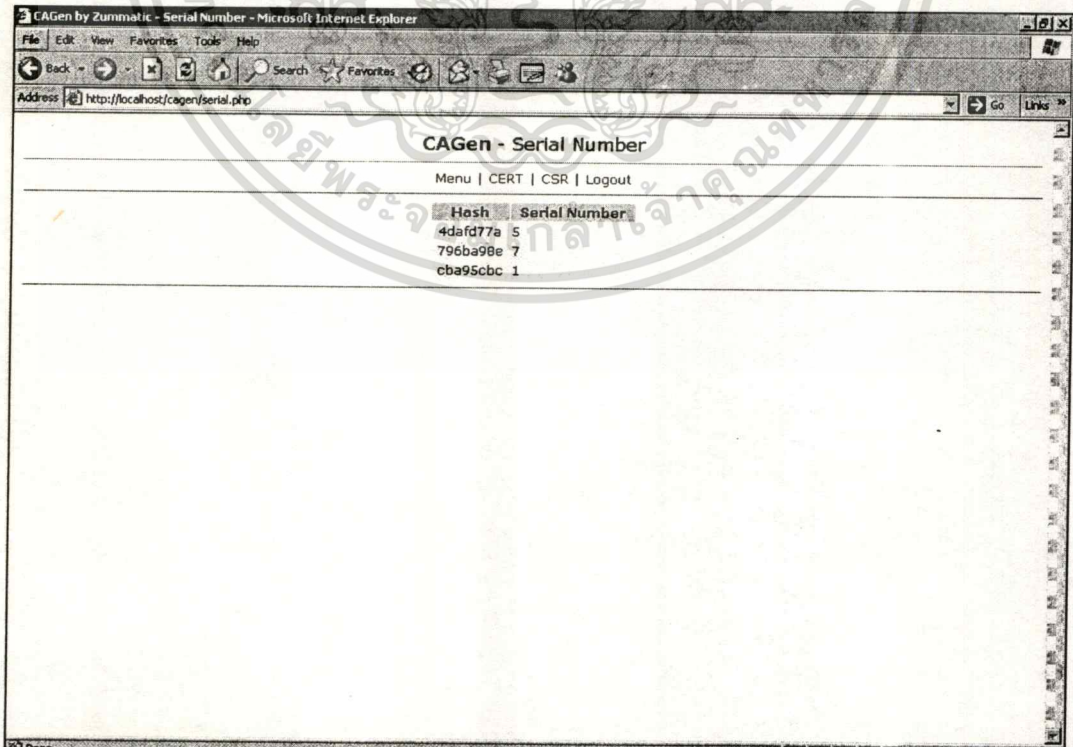 CAGen by Zummatic - Serial Number - Microsoft Internet Explorer
File Edit View Favorites Tools Help
Back Search Favorites
Address http://localhost/cagen/serial.php Go Links »
CAGen - Serial Number
Menu | CERT | CSR | Logout
Hash Serial Number
4dafd77a 5
796ba98e 7
cba95cbc 1